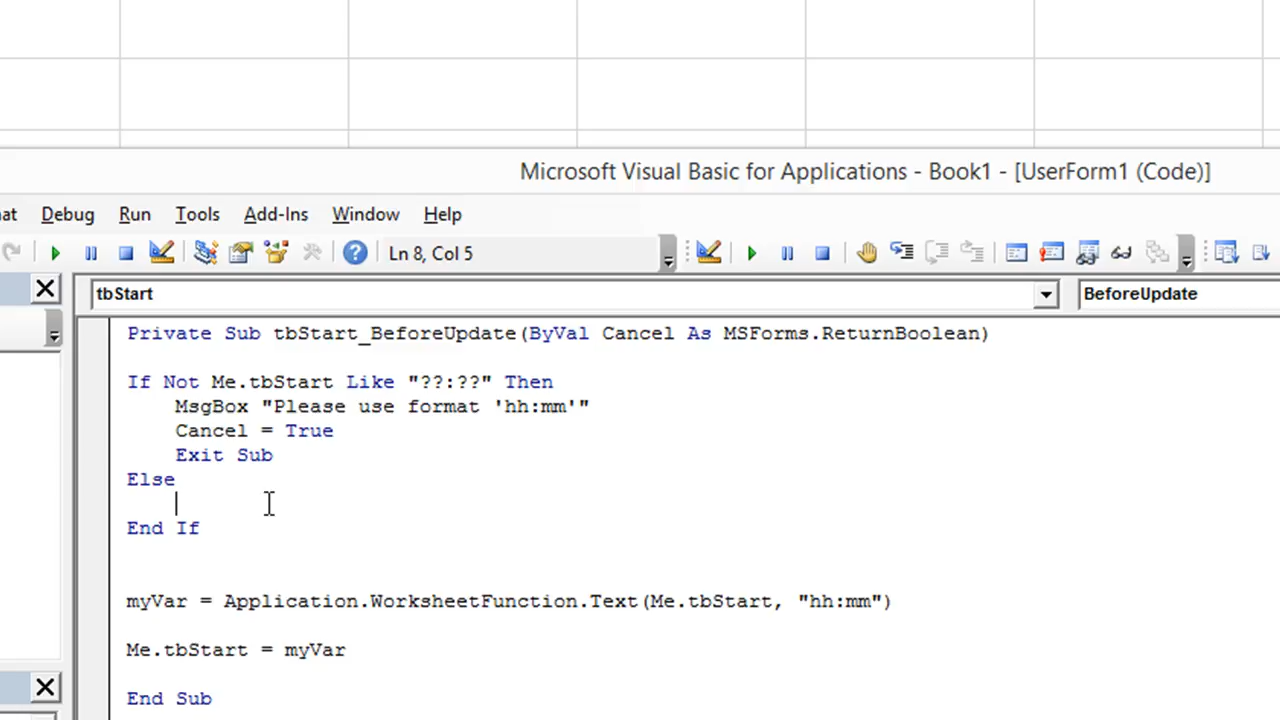 Microsoft Visual Basic for Applications - Book1 - [UserForm1 (Code)]
at Debug Run Tools Add-Ins Window Help
Ln 8, Col 5
tbStart BeforeUpdate
Private Sub tbStart_BeforeUpdate(ByVal Cancel As MSForms.ReturnBoolean)
If Not Me.tbStart Like "??:??" Then
MsgBox "Please use format 'hh:mm'"
Cancel = True
Exit Sub
Else
End If
myVar = Application.WorksheetFunction.Text(Me.tbStart, "hh:mm")
Me.tbStart = myVar
End Sub